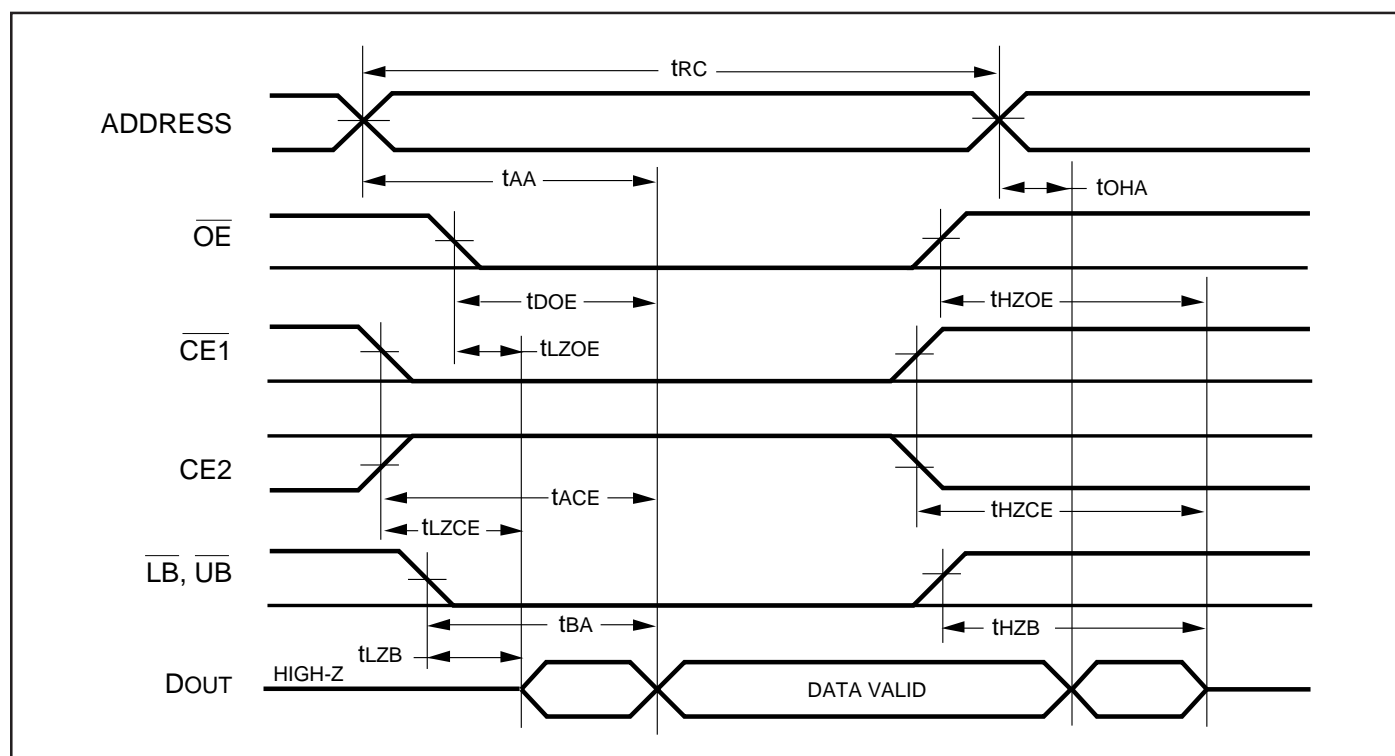 tRC
ADDRESS
tAA
tOHA
OE
tDOE
tHZOE
CE1
tLZOE
CE2
tACE
tHZCE
tLZCE
LB, UB
tBA
tHZB
tLZB
DOUT
HIGH-Z
DATA VALID